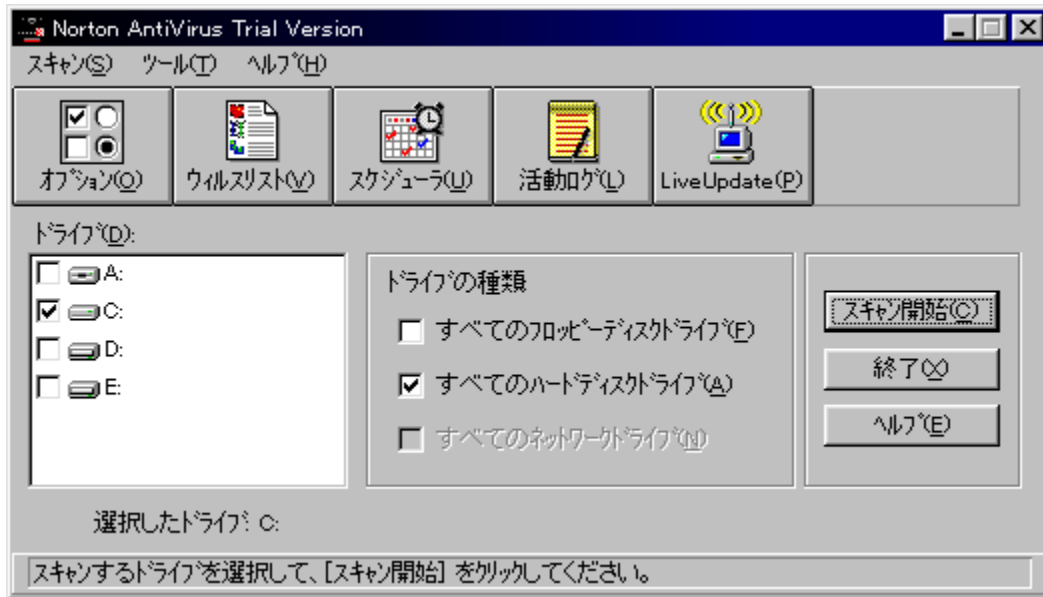 Norton AntiVirus Trial Version
スキャン(S) ツール(T) ヘルプ(H)
オプション(O) ウィルスリスト(V) スケジューラ(U) 活動ログ(L) LiveUpdate(P)
ドライブ(D):
A:
C:
D:
E:
ドライブの種類
すべてのフロッピーディスクドライブ(F)
すべてのハードディスクドライブ(A)
すべてのネットワークドライブ(N)
スキャン開始(C)
終了(X)
ヘルプ(E)
選択したドライブ: C:
スキャンするドライブを選択して、[スキャン開始] をクリックしてください。